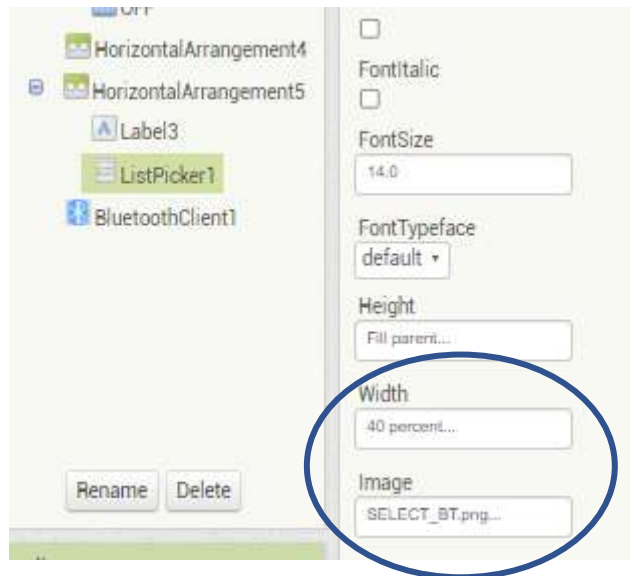 OFF
HorizontalArrangement4
HorizontalArrangement5
Label3
ListPicker1
BluetoothClient1
Rename Delete
FontItalic
FontSize
14.0
FontTypeface
default
Height
Fill parent...
Width
40 percent...
Image
SELECT_BT.png...